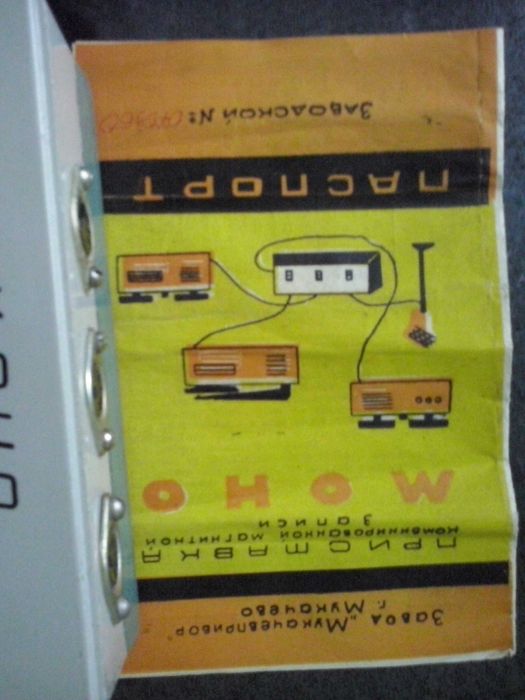 Завод „Мукачевприбор"
г. Мукачево
ПРИСТАВКА
КОМБИНИРОВАННОЙ МАГНИТНОЙ
ЗАПИСИ
МОНО
ПАСПОРТ
Заводской №